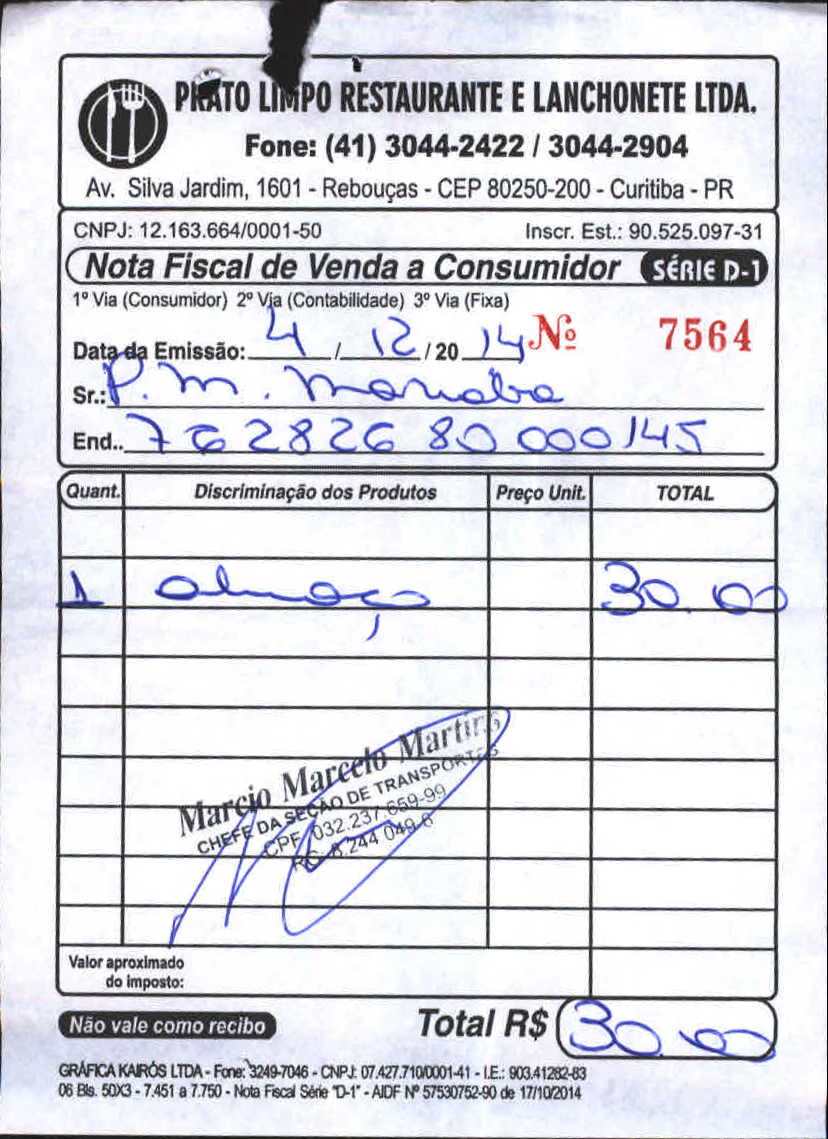 PRATO LIMPO RESTAURANTE E LANCHONETE LTDA.
Fone: (41) 3044-2422 / 3044-2904
Av. Silva Jardim, 1601 - Rebouças - CEP 80250-200 - Curitiba - PR
CNPJ: 12.163.664/0001-50 Inscr. Est.: 90.525.097-31
Nota Fiscal de Venda a Consumidor SÉRIE D-1
1º Via (Consumidor) 2º Via (Contabilidade) 3º Via (Fixa)
Data da Emissão: 4 / 12 / 20 14 Nº 7564
Sr.: P. M.
End.. 76282680000145
Quant. Discriminação dos Produtos Preço Unit. TOTAL
1 almoço 30.00
Marcio Marcelo Martins
CHEFE DA SEÇÃO DE TRANSPORTES
CPF 032.237.659-99
RG 8.244 049-6
Valor aproximado
do imposto:
Não vale como recibo Total R$ 30.00
GRÁFICA KAIRÓS LTDA - Fone: 3249-7046 - CNPJ: 07.427.710/0001-41 - I.E.: 903.41282-83
06 Bls. 50X3 - 7.451 a 7.750 - Nota Fiscal Série "D-1" - AIDF Nº 57530752-90 de 17/10/2014